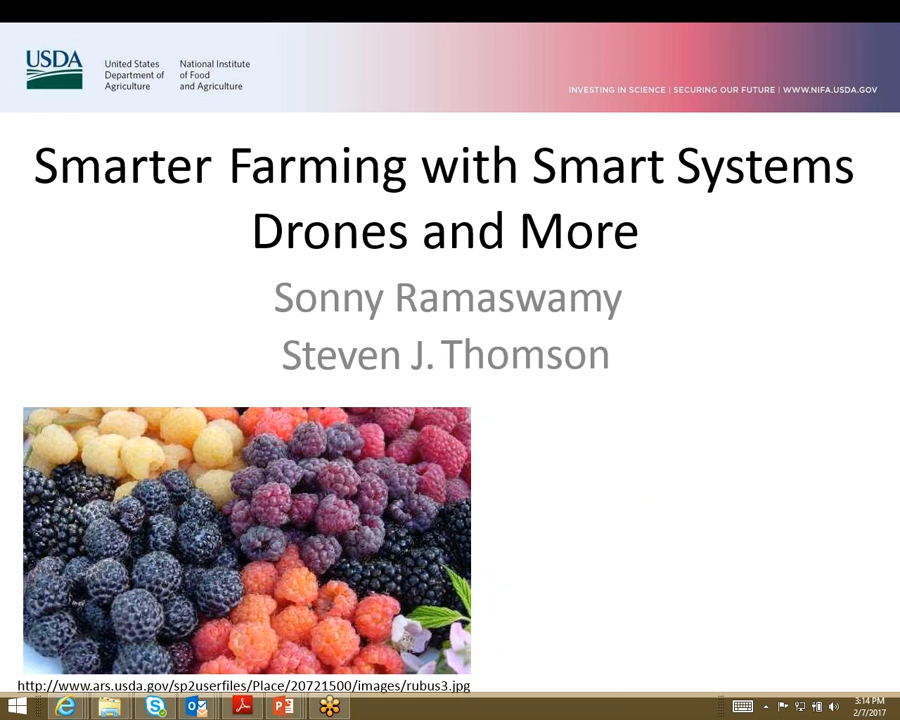 USDA
United States
Department of
Agriculture
National Institute
of Food
and Agriculture
INVESTING IN SCIENCE | SECURING OUR FUTURE | WWW.NIFA.USDA.GOV
Smarter Farming with Smart Systems
Drones and More
Sonny Ramaswamy
Steven J. Thomson
http://www.ars.usda.gov/sp2userfiles/Place/20721500/images/rubus3.jpg
3:14 PM
2/7/2017